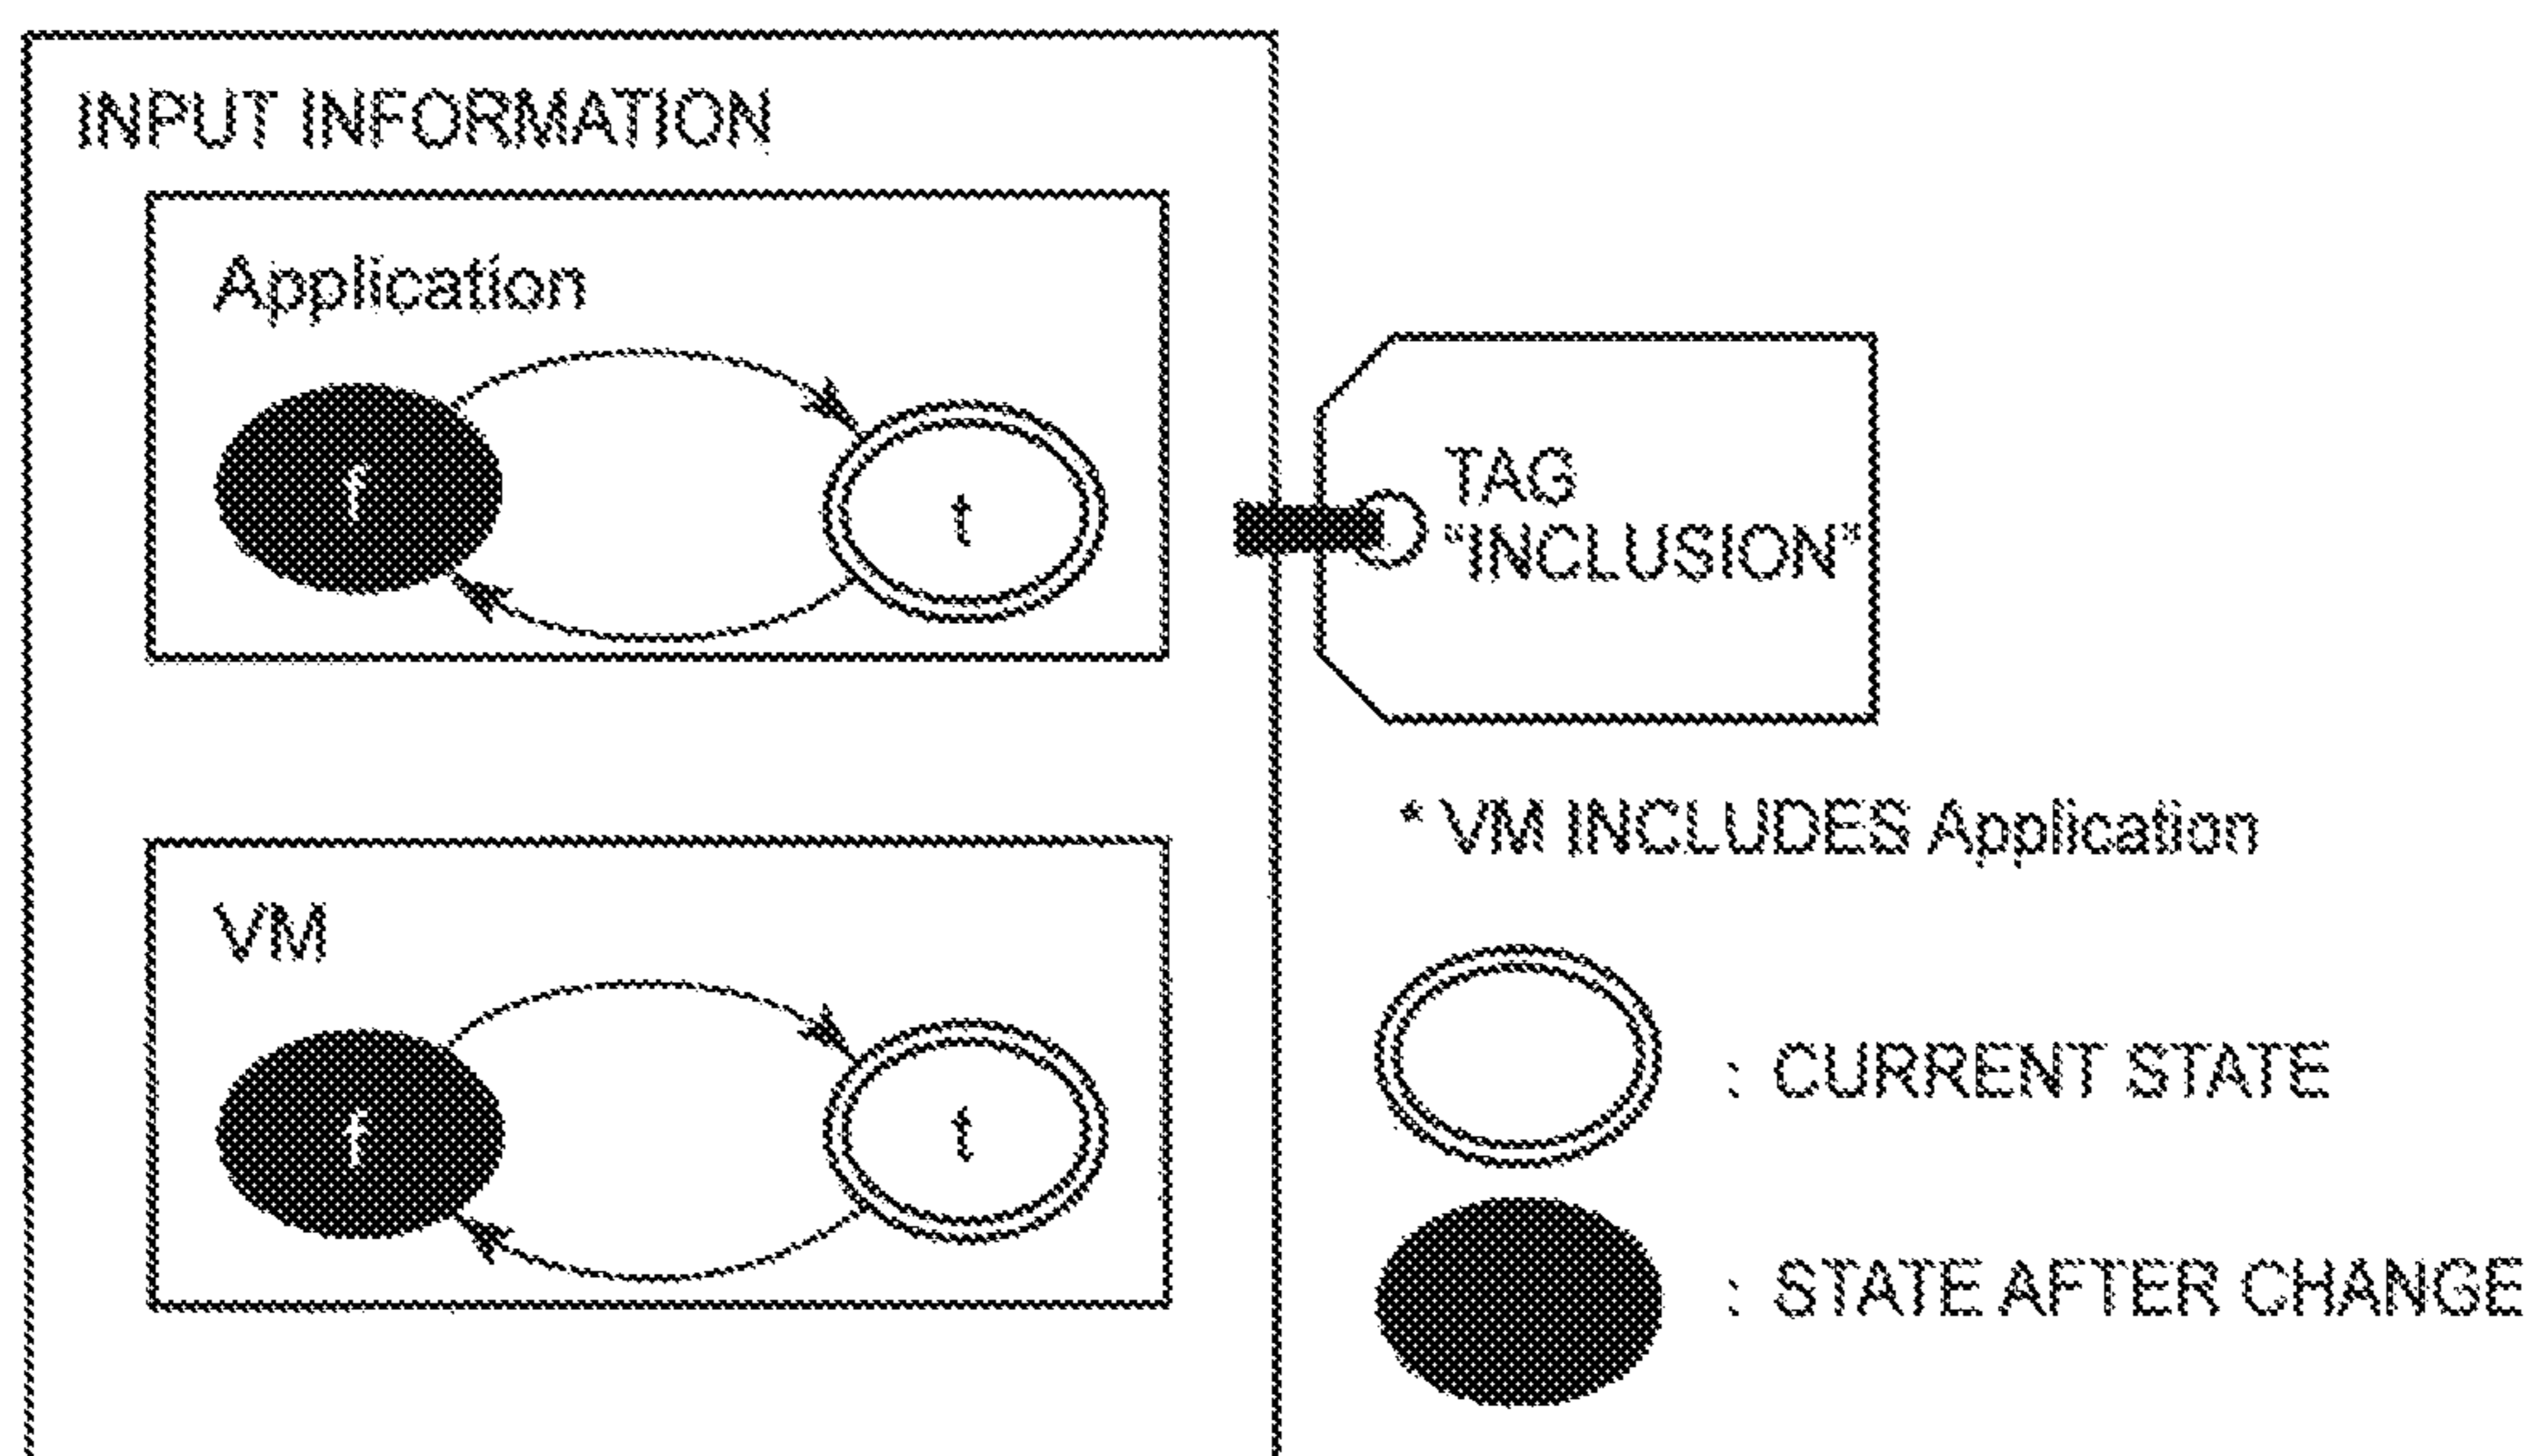 INPUT INFORMATION
Application
f
t
TAG
"INCLUSION"
* VM INCLUDES Application
VM
f
t
: CURRENT STATE
: STATE AFTER CHANGE